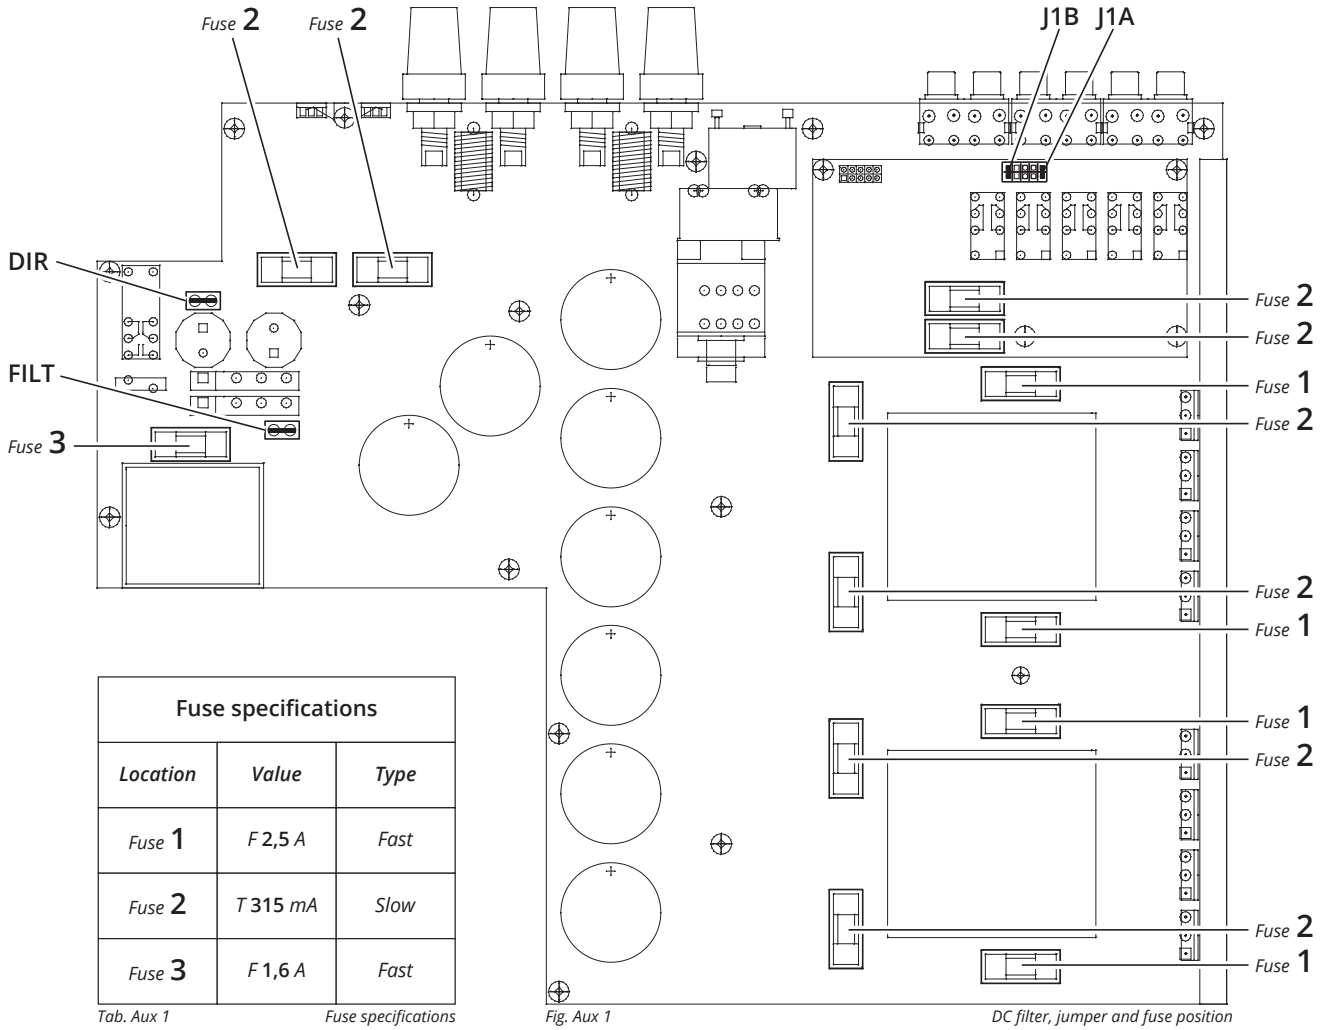 Fuse 2
Fuse 2
J1B
J1A
DIR
FILT
Fuse 3
Fuse 2
Fuse 2
Fuse 1
Fuse 2
Fuse 2
Fuse 1
Fuse 1
Fuse 2
Fuse 2
Fuse 1
Fuse specifications
Location Value Type
Fuse 1 F 2,5 A Fast
Fuse 2 T 315 mA Slow
Fuse 3 F 1,6 A Fast
Tab. Aux 1 Fuse specifications
Fig. Aux 1 DC filter, jumper and fuse position